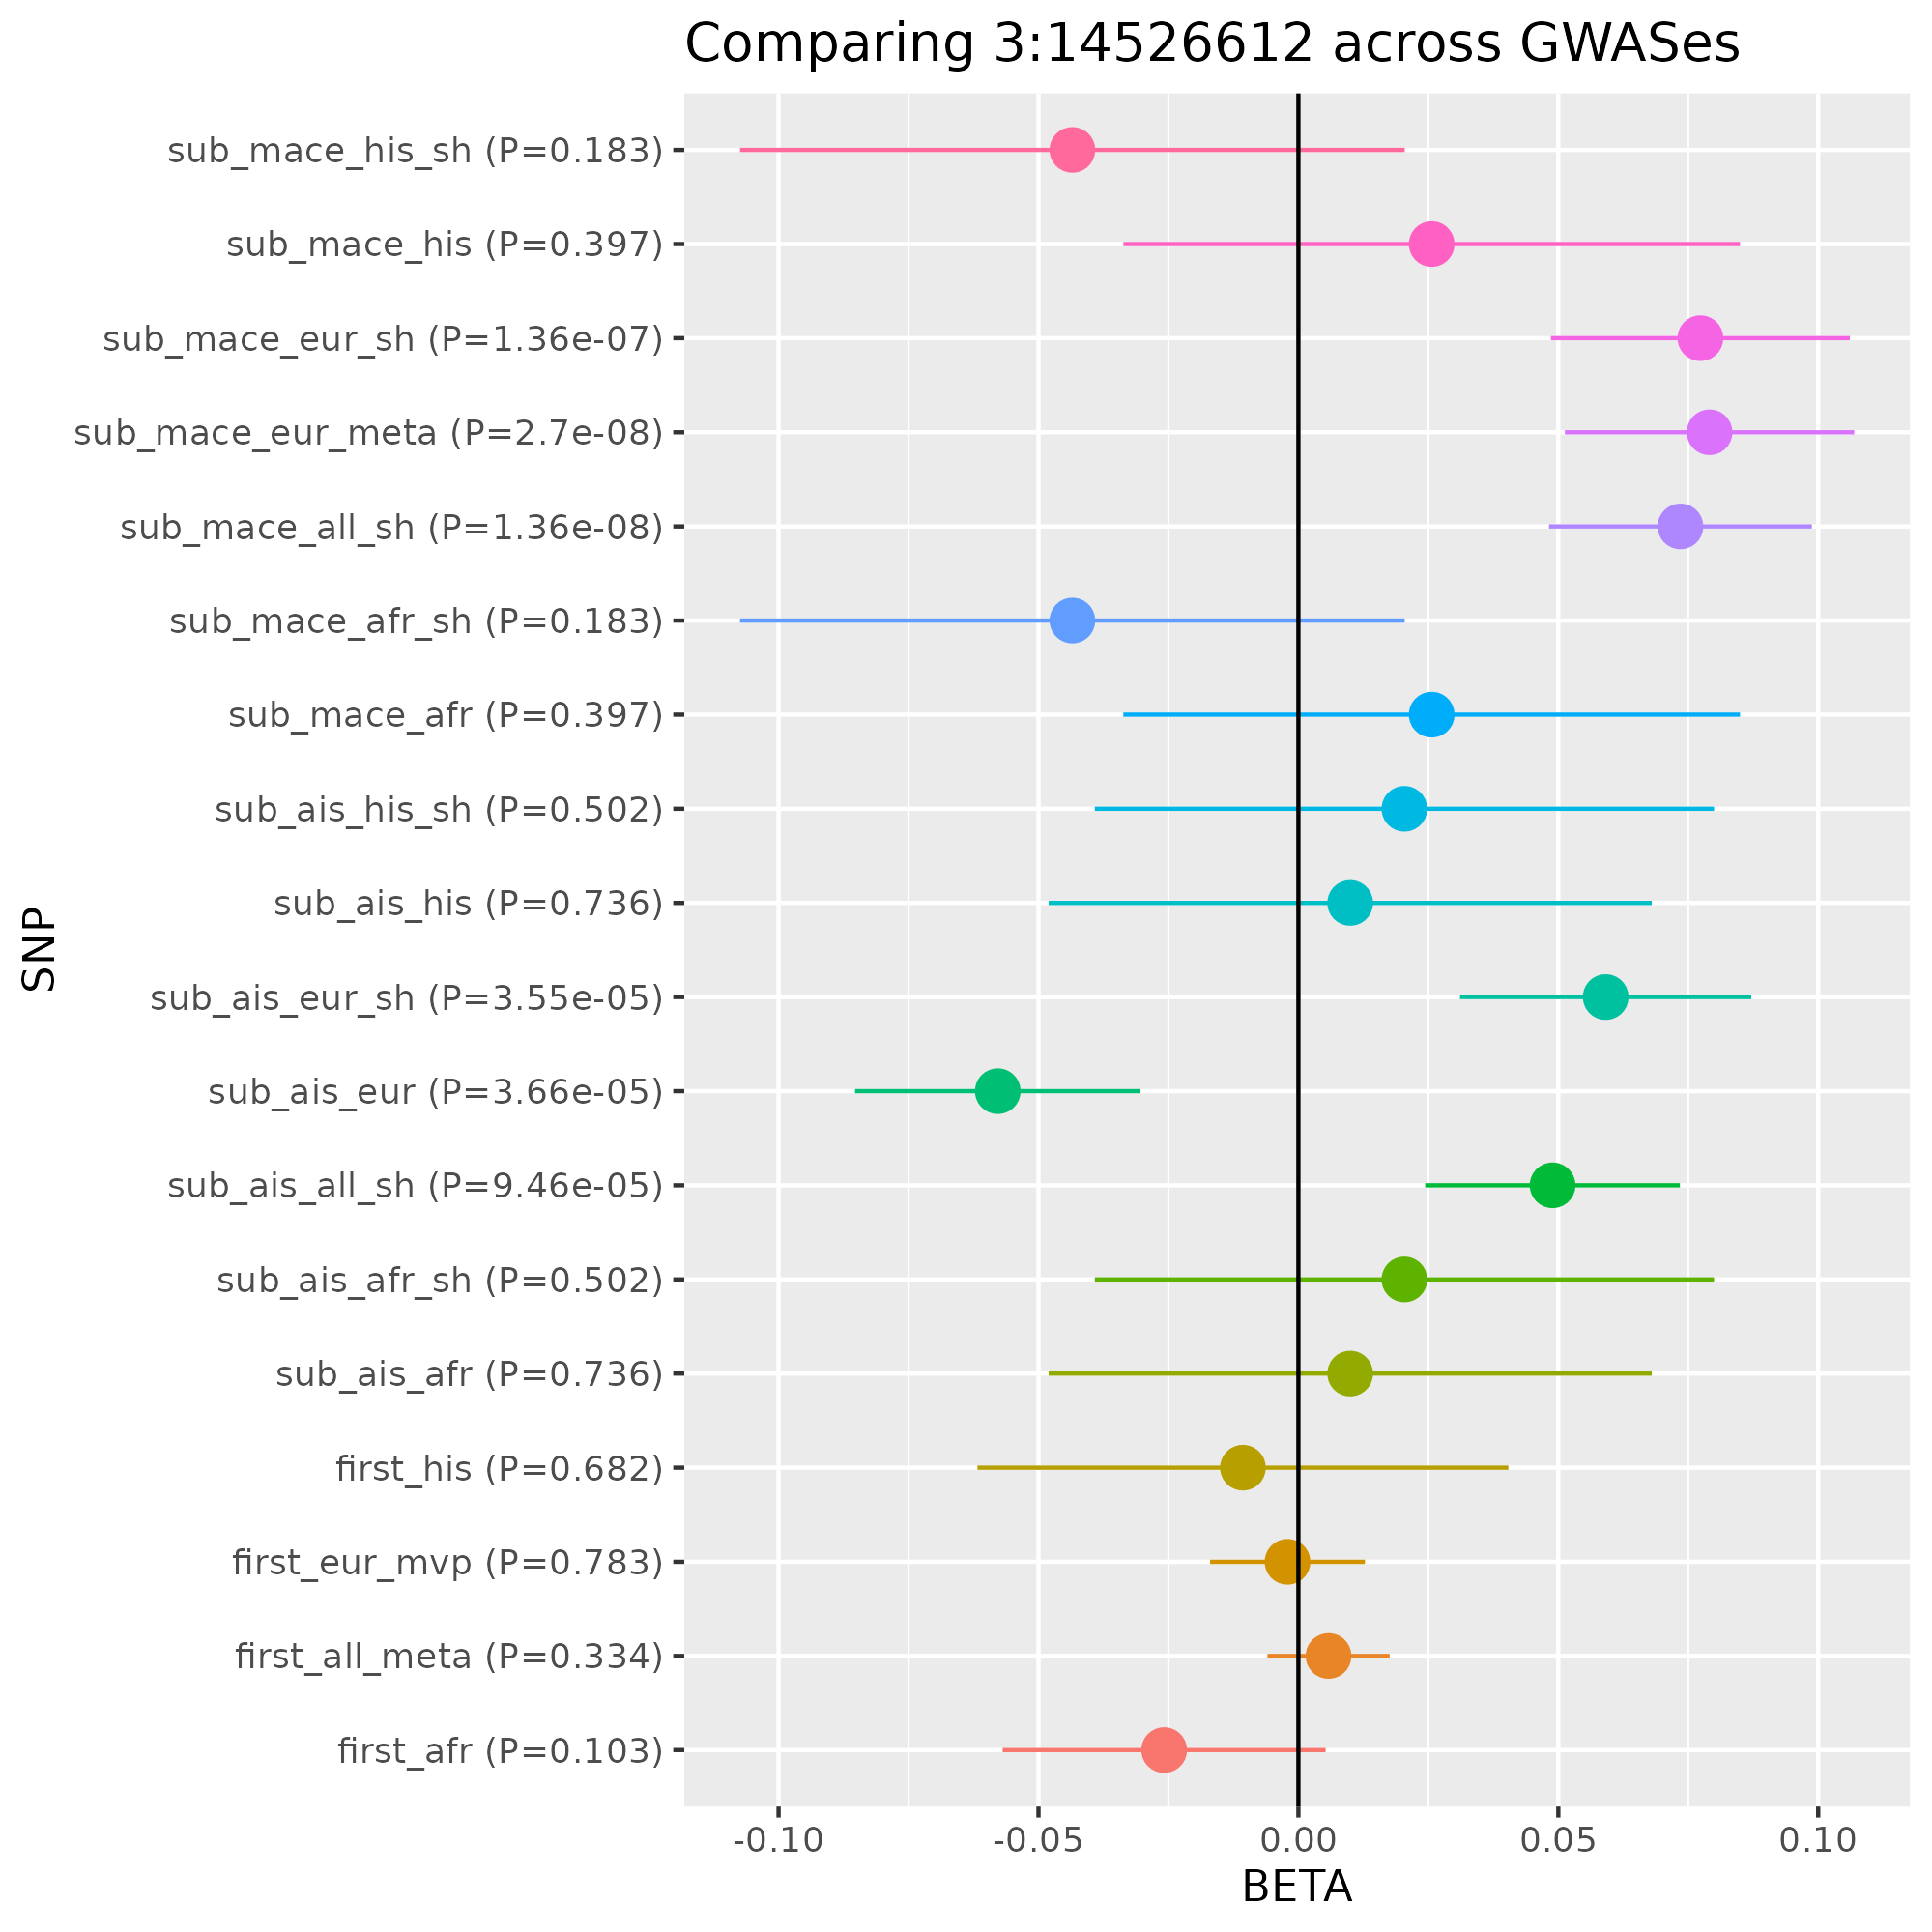 Comparing 3:14526612 across GWASes
sub_mace_his_sh (P=0.183)
sub_mace_his (P=0.397)
sub_mace_eur_sh (P=1.36e-07)
sub_mace_eur_meta (P=2.7e-08)
sub_mace_all_sh (P=1.36e-08)
sub_mace_afr_sh (P=0.183)
sub_mace_afr (P=0.397)
sub_ais_his_sh (P=0.502)
sub_ais_his (P=0.736)
sub_ais_eur_sh (P=3.55e-05)
sub_ais_eur (P=3.66e-05)
sub_ais_all_sh (P=9.46e-05)
sub_ais_afr_sh (P=0.502)
sub_ais_afr (P=0.736)
first_his (P=0.682)
first_eur_mvp (P=0.783)
first_all_meta (P=0.334)
first_afr (P=0.103)
SNP
-0.10 -0.05 0.00 0.05 0.10
BETA